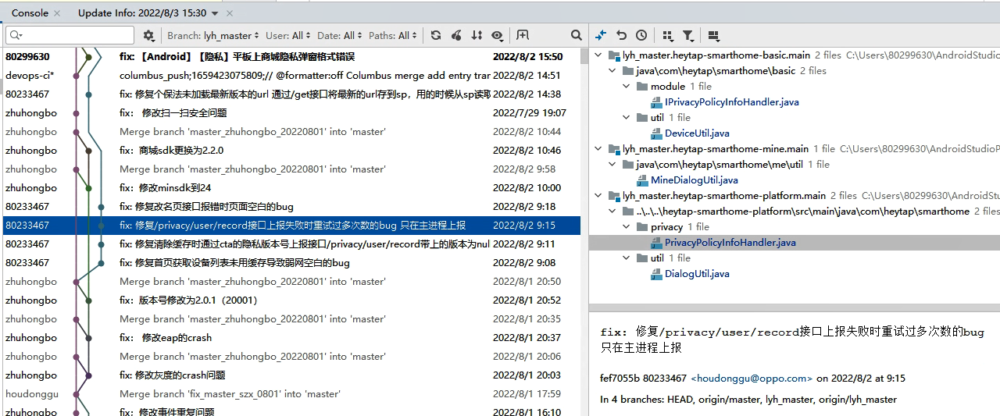 Console
Update Info: 2022/8/3 15:30
Branch: lyh_master User: All Date: All Paths: All
80299630 fix: 【Android】【隐私】平板上商城隐私弹窗格式错误 2022/8/2 15:50
devops-ci* columbus_push;1659423075809;// @formatter:off Columbus merge add entry tran 2022/8/2 14:51
80233467 fix: 修复个保法未加载最新版本的url 通过/get接口将最新的url存到sp，用的时候从sp读取 2022/8/2 14:38
zhuhongbo fix： 修改扫一扫安全问题 2022/7/29 19:07
zhuhongbo Merge branch 'master_zhuhongbo_20220801' into 'master' 2022/8/2 10:44
zhuhongbo fix：商城sdk更换为2.2.0 2022/8/2 10:46
zhuhongbo Merge branch 'master_zhuhongbo_20220801' into 'master' 2022/8/2 9:58
zhuhongbo fix：修改minsdk到24 2022/8/2 10:00
80233467 fix: 修复改名页接口报错时页面空白的bug 2022/8/2 9:18
80233467 fix: 修复/privacy/user/record接口上报失败时重试过多次数的bug 只在主进程上报 2022/8/2 9:15
80233467 fix: 修复清除缓存时通过cta的隐私版本号上报接口/privacy/user/record带上的版本为nul 2022/8/2 9:11
80233467 fix: 修复首页获取设备列表未用缓存导致弱网空白的bug 2022/8/2 9:08
zhuhongbo Merge branch 'master_zhuhongbo_20220801' into 'master' 2022/8/1 20:50
zhuhongbo fix：版本号修改为2.0.1（20001） 2022/8/1 20:52
zhuhongbo Merge branch 'master_zhuhongbo_20220801' into 'master' 2022/8/1 20:35
zhuhongbo fix： 修改eap的crash 2022/8/1 20:37
zhuhongbo Merge branch 'master_zhuhongbo_20220801' into 'master' 2022/8/1 20:06
zhuhongbo fix: 修改灰度的crash问题 2022/8/1 20:03
houdonggu Merge branch 'fix_master_szx_0801' into 'master' 2022/8/1 17:59
zhuhongbo fix：修改事件重复问题 2022/8/1 16:10
lyh_master.heytap-smarthome-basic.main 2 files C:\Users\80299630\AndroidStudio
java\com\heytap\smarthome\basic 2 files
module 1 file
IPrivacyPolicyInfoHandler.java
util 1 file
DeviceUtil.java
lyh_master.heytap-smarthome-mine.main 1 file C:\Users\80299630\AndroidStudioP
java\com\heytap\smarthome\me\util 1 file
MineDialogUtil.java
lyh_master.heytap-smarthome-platform.main 2 files C:\Users\80299630\AndroidStu
..\..\..\heytap-smarthome-platform\src\main\java\com\heytap\smarthome 2 files
privacy 1 file
PrivacyPolicyInfoHandler.java
util 1 file
DialogUtil.java
fix: 修复/privacy/user/record接口上报失败时重试过多次数的bug
只在主进程上报
fef7055b 80233467 <houdonggu@oppo.com> on 2022/8/2 at 9:15
In 4 branches: HEAD, origin/master, lyh_master, origin/lyh_master